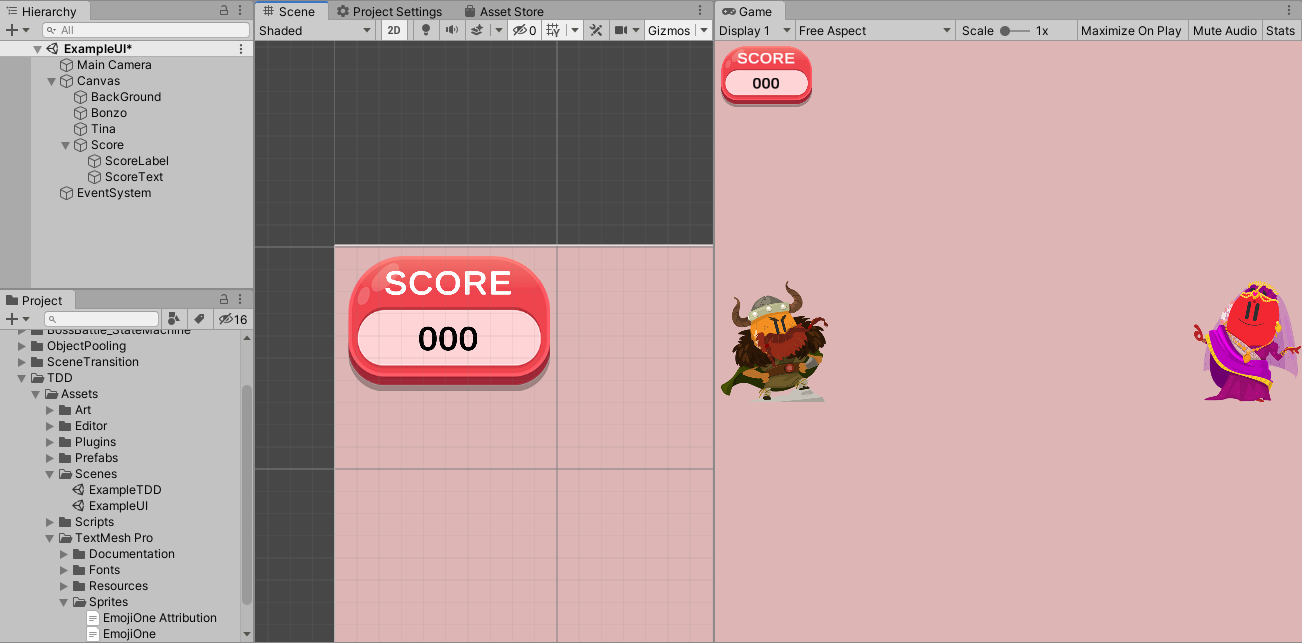 Hierarchy
All
ExampleUI*
Main Camera
Canvas
BackGround
Bonzo
Tina
Score
ScoreLabel
ScoreText
EventSystem
Project
16
BossBattle_StateMachine
ObjectPooling
SceneTransition
TDD
Assets
Art
Editor
Plugins
Prefabs
Scenes
ExampleTDD
ExampleUI
Scripts
TextMesh Pro
Documentation
Fonts
Resources
Sprites
EmojiOne Attribution
EmojiOne
Scene Project Settings Asset Store
Shaded 2D 0 Gizmos
SCORE
000
Game
Display 1 Free Aspect Scale 1x Maximize On Play Mute Audio Stats
SCORE
000